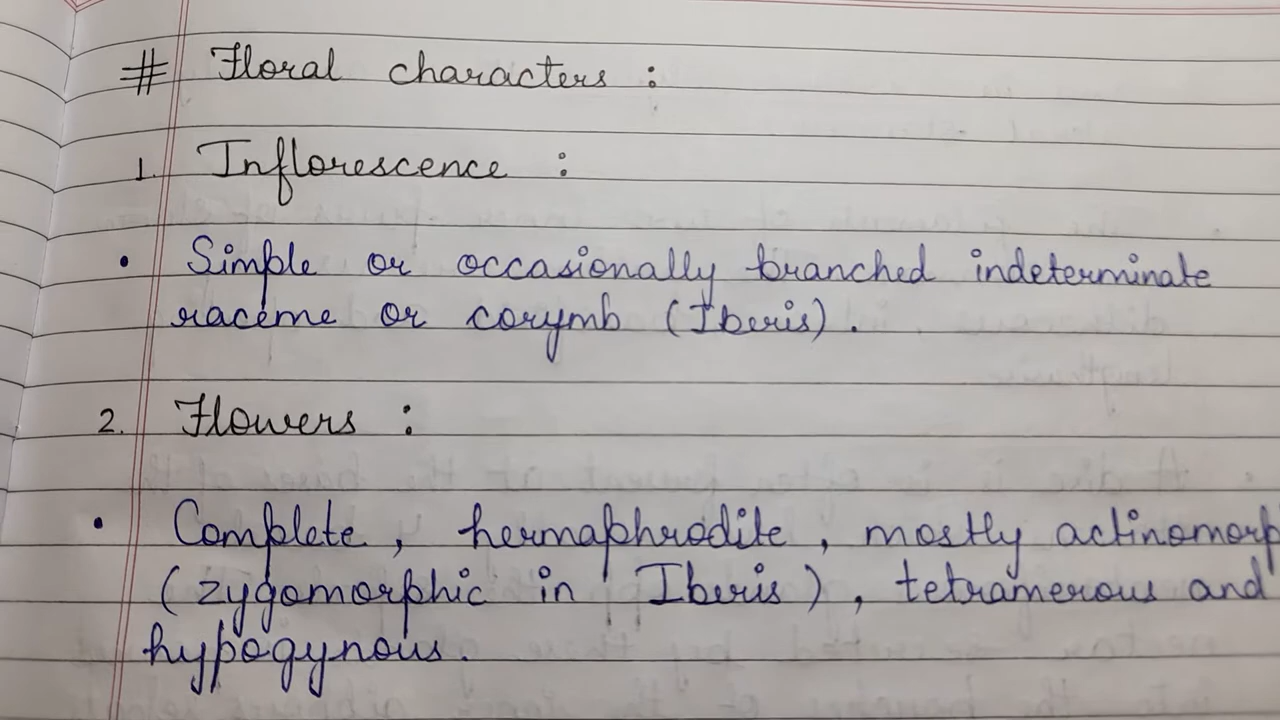 # Floral characters :
1. Inflorescence :
• Simple or occasionally branched indeterminate
raceme or corymb (Iberis).
2. Flowers :
• Complete, hermaphrodite, mostly actinomorp
(zygomorphic in Iberis), tetramerous and
hypogynous.